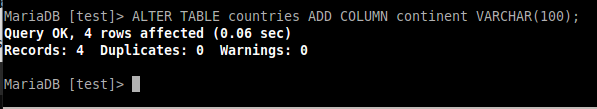 MariaDB [test]> ALTER TABLE countries ADD COLUMN continent VARCHAR(100);
Query OK, 4 rows affected (0.06 sec)
Records: 4  Duplicates: 0  Warnings: 0
MariaDB [test]>